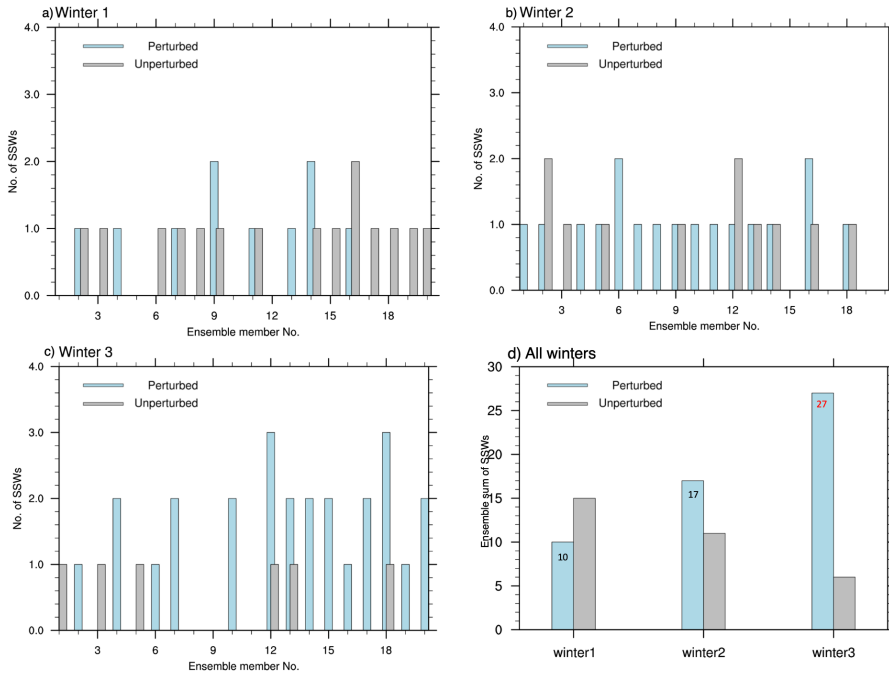 a) Winter 1
4.0
3.0
2.0
1.0
0.0
No. of SSWs
Perturbed
Unperturbed
3 6 9 12 15 18
Ensemble member No.
b) Winter 2
4.0
3.0
2.0
1.0
0.0
No. of SSWs
Perturbed
Unperturbed
3 6 9 12 15 18
Ensemble member No.
c) Winter 3
4.0
3.0
2.0
1.0
0.0
No. of SSWs
Perturbed
Unperturbed
3 6 9 12 15 18
Ensemble member No.
d) All winters
30
25
20
15
10
5
0
Ensemble sum of SSWs
Perturbed
Unperturbed
10
17
27
winter1 winter2 winter3